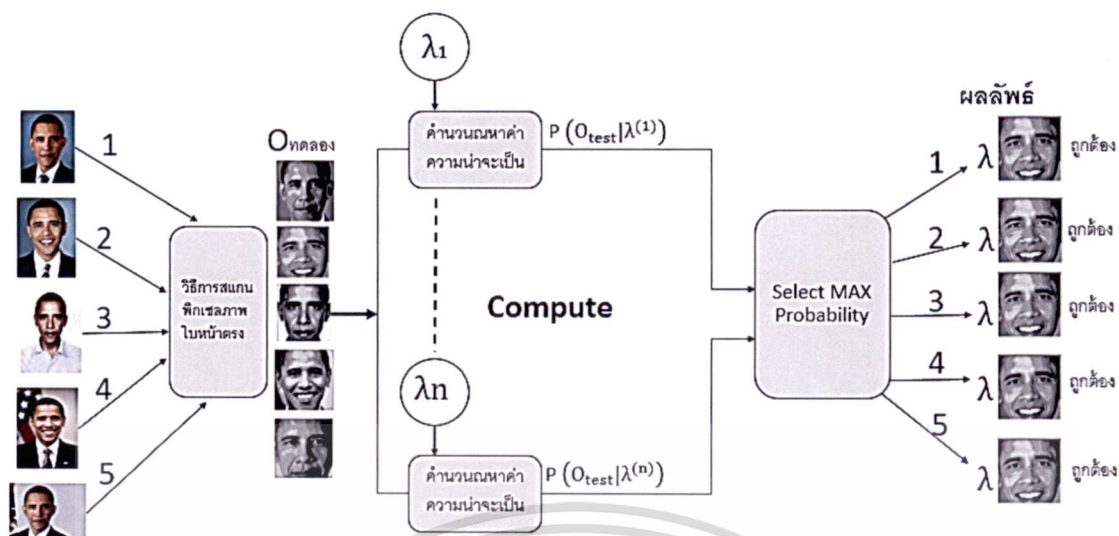 λ1
ผลลัพธ์
คำนวนณหาค่า
ความน่าจะเป็น
P (Otest|λ(1))
1
Oทดลอง
1
λ
ถูกต้อง
2
2
λ
ถูกต้อง
วิธีการสแกน
พิกเซลภาพ
ใบหน้าตรง
Compute
Select MAX
Probability
3
3
λ
ถูกต้อง
4
λn
4
λ
ถูกต้อง
5
5
คำนวนณหาค่า
ความน่าจะเป็น
P (Otest|λ(n))
λ
ถูกต้อง